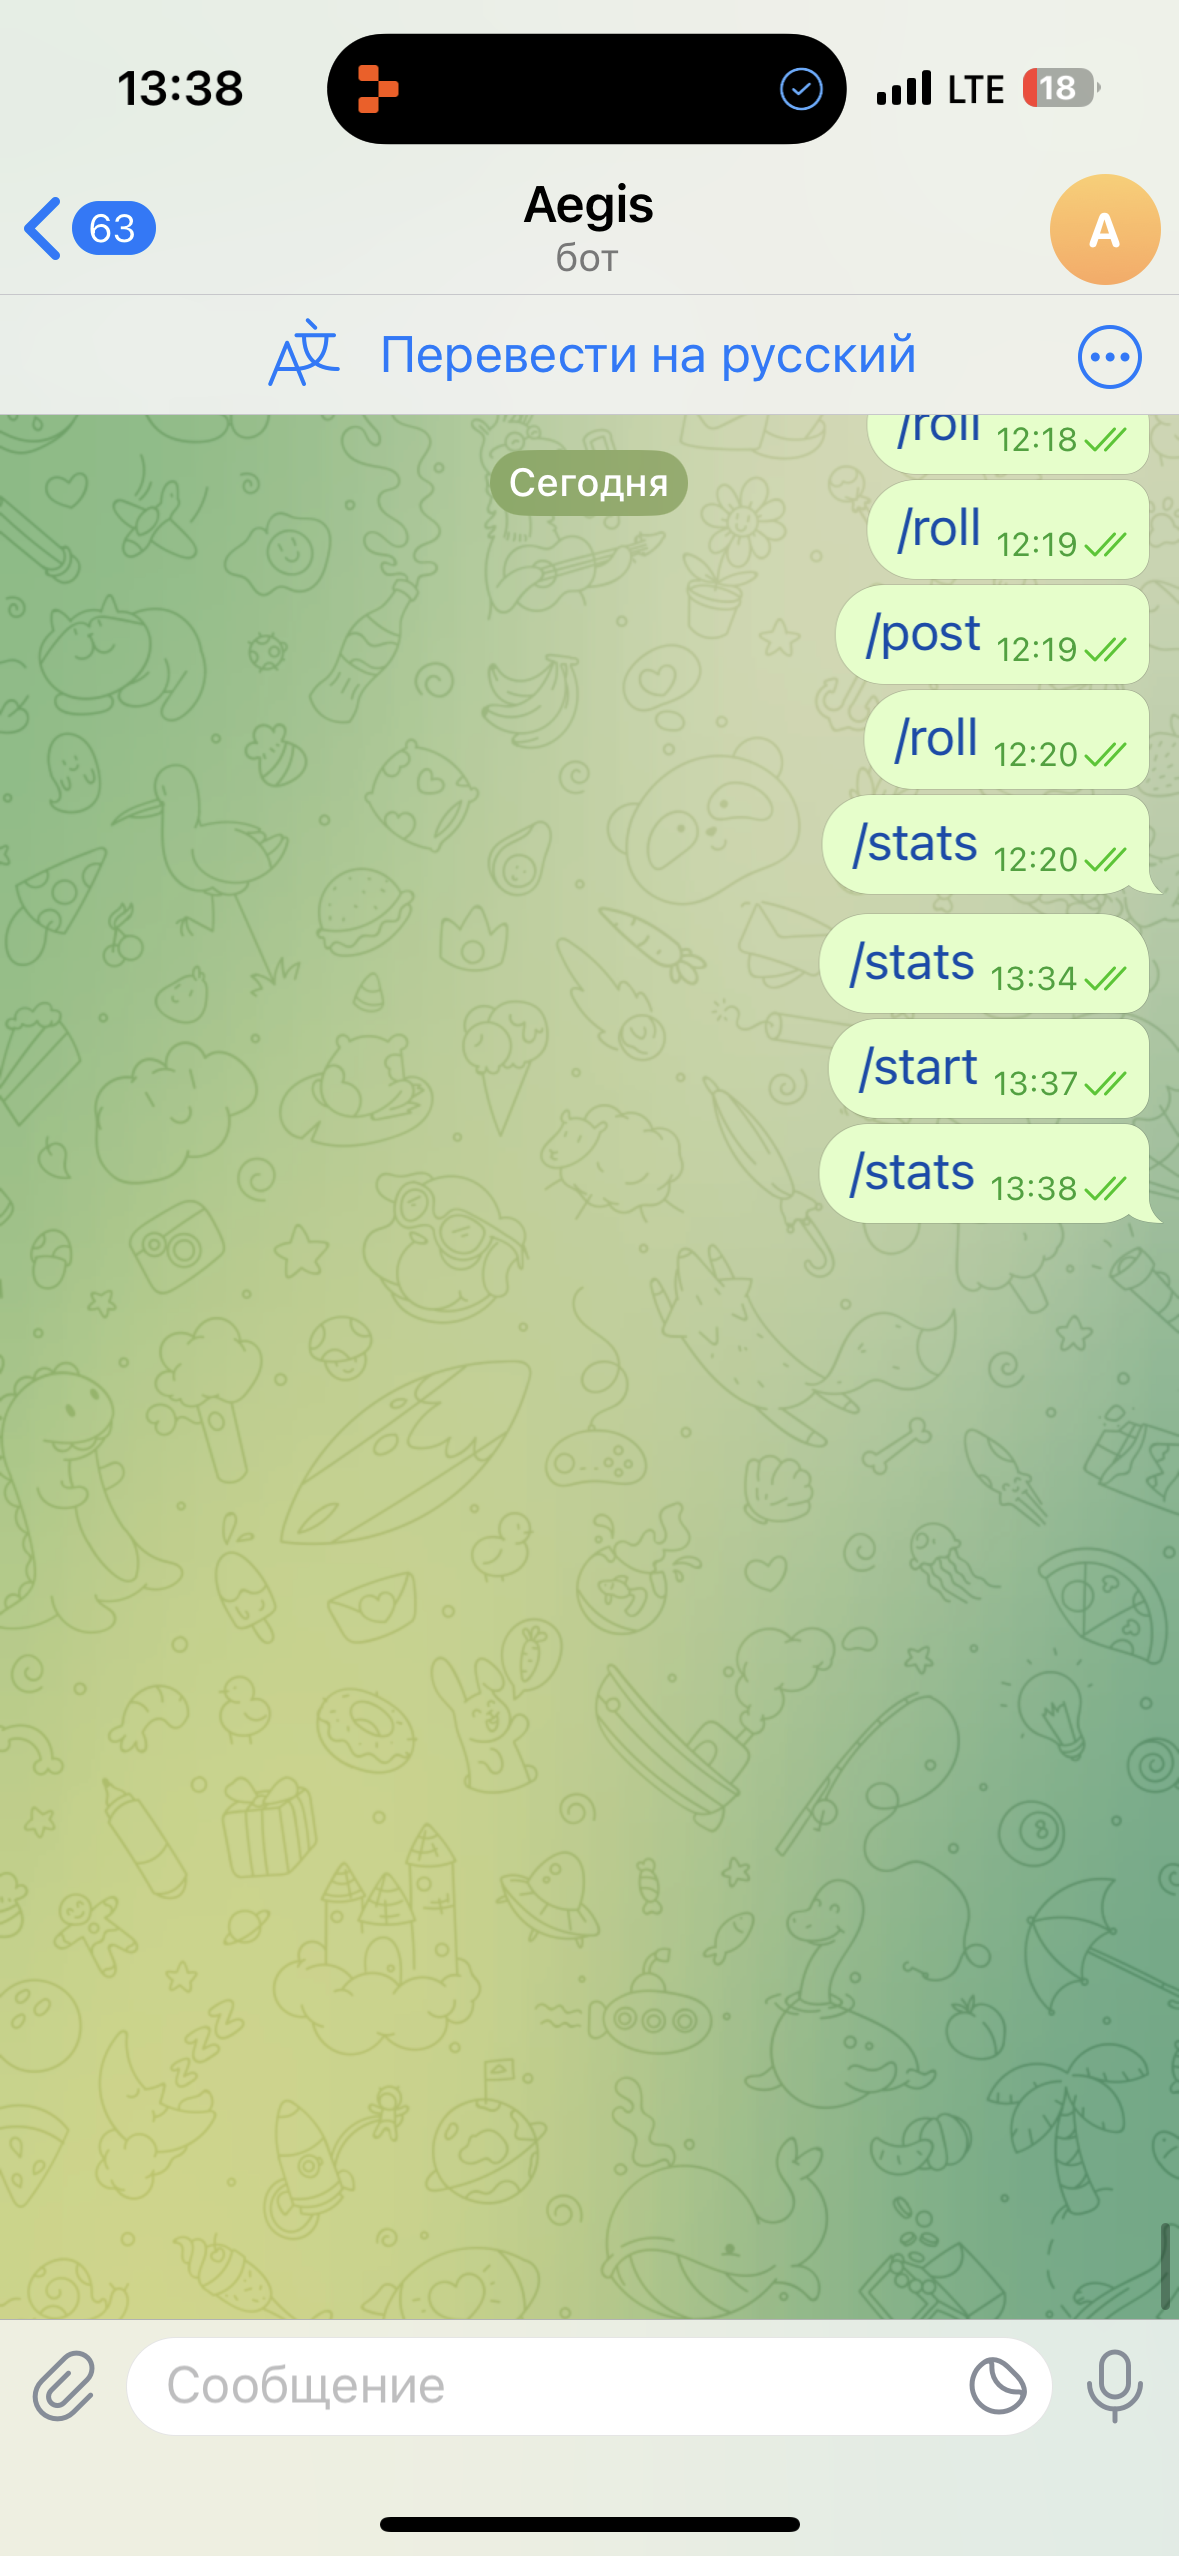 13:38
LTE
18
63
Aegis
бот
A
Перевести на русский
/roll 12:18
Сегодня
/roll 12:19
/post 12:19
/roll 12:20
/stats 12:20
/stats 13:34
/start 13:37
/stats 13:38
Сообщение